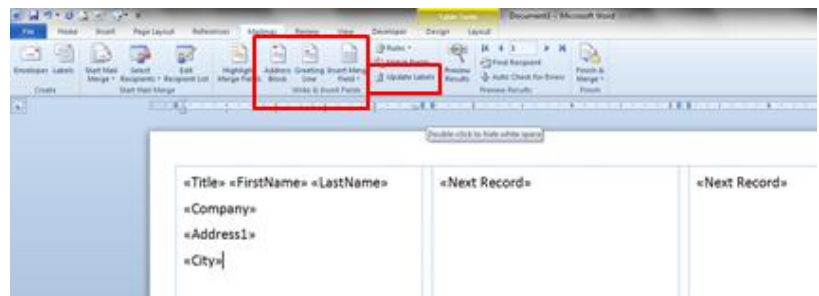 Table Tools Document1 - Microsoft Word
File Home Insert Page Layout References Mailings Review View Developer Design Layout
Envelopes Labels Start Mail Merge Select Recipients Edit Recipient List Highlight Merge Fields Address Block Greeting Line Insert Merge Field Rules Update Labels Preview Results Find Recipient Auto Check for Errors Finish & Merge
Create Start Mail Merge Write & Insert Fields Preview Results Finish
Double-click to hide white space
«Title» «FirstName» «LastName» «Next Record» «Next Record»
«Company»
«Address1»
«City»